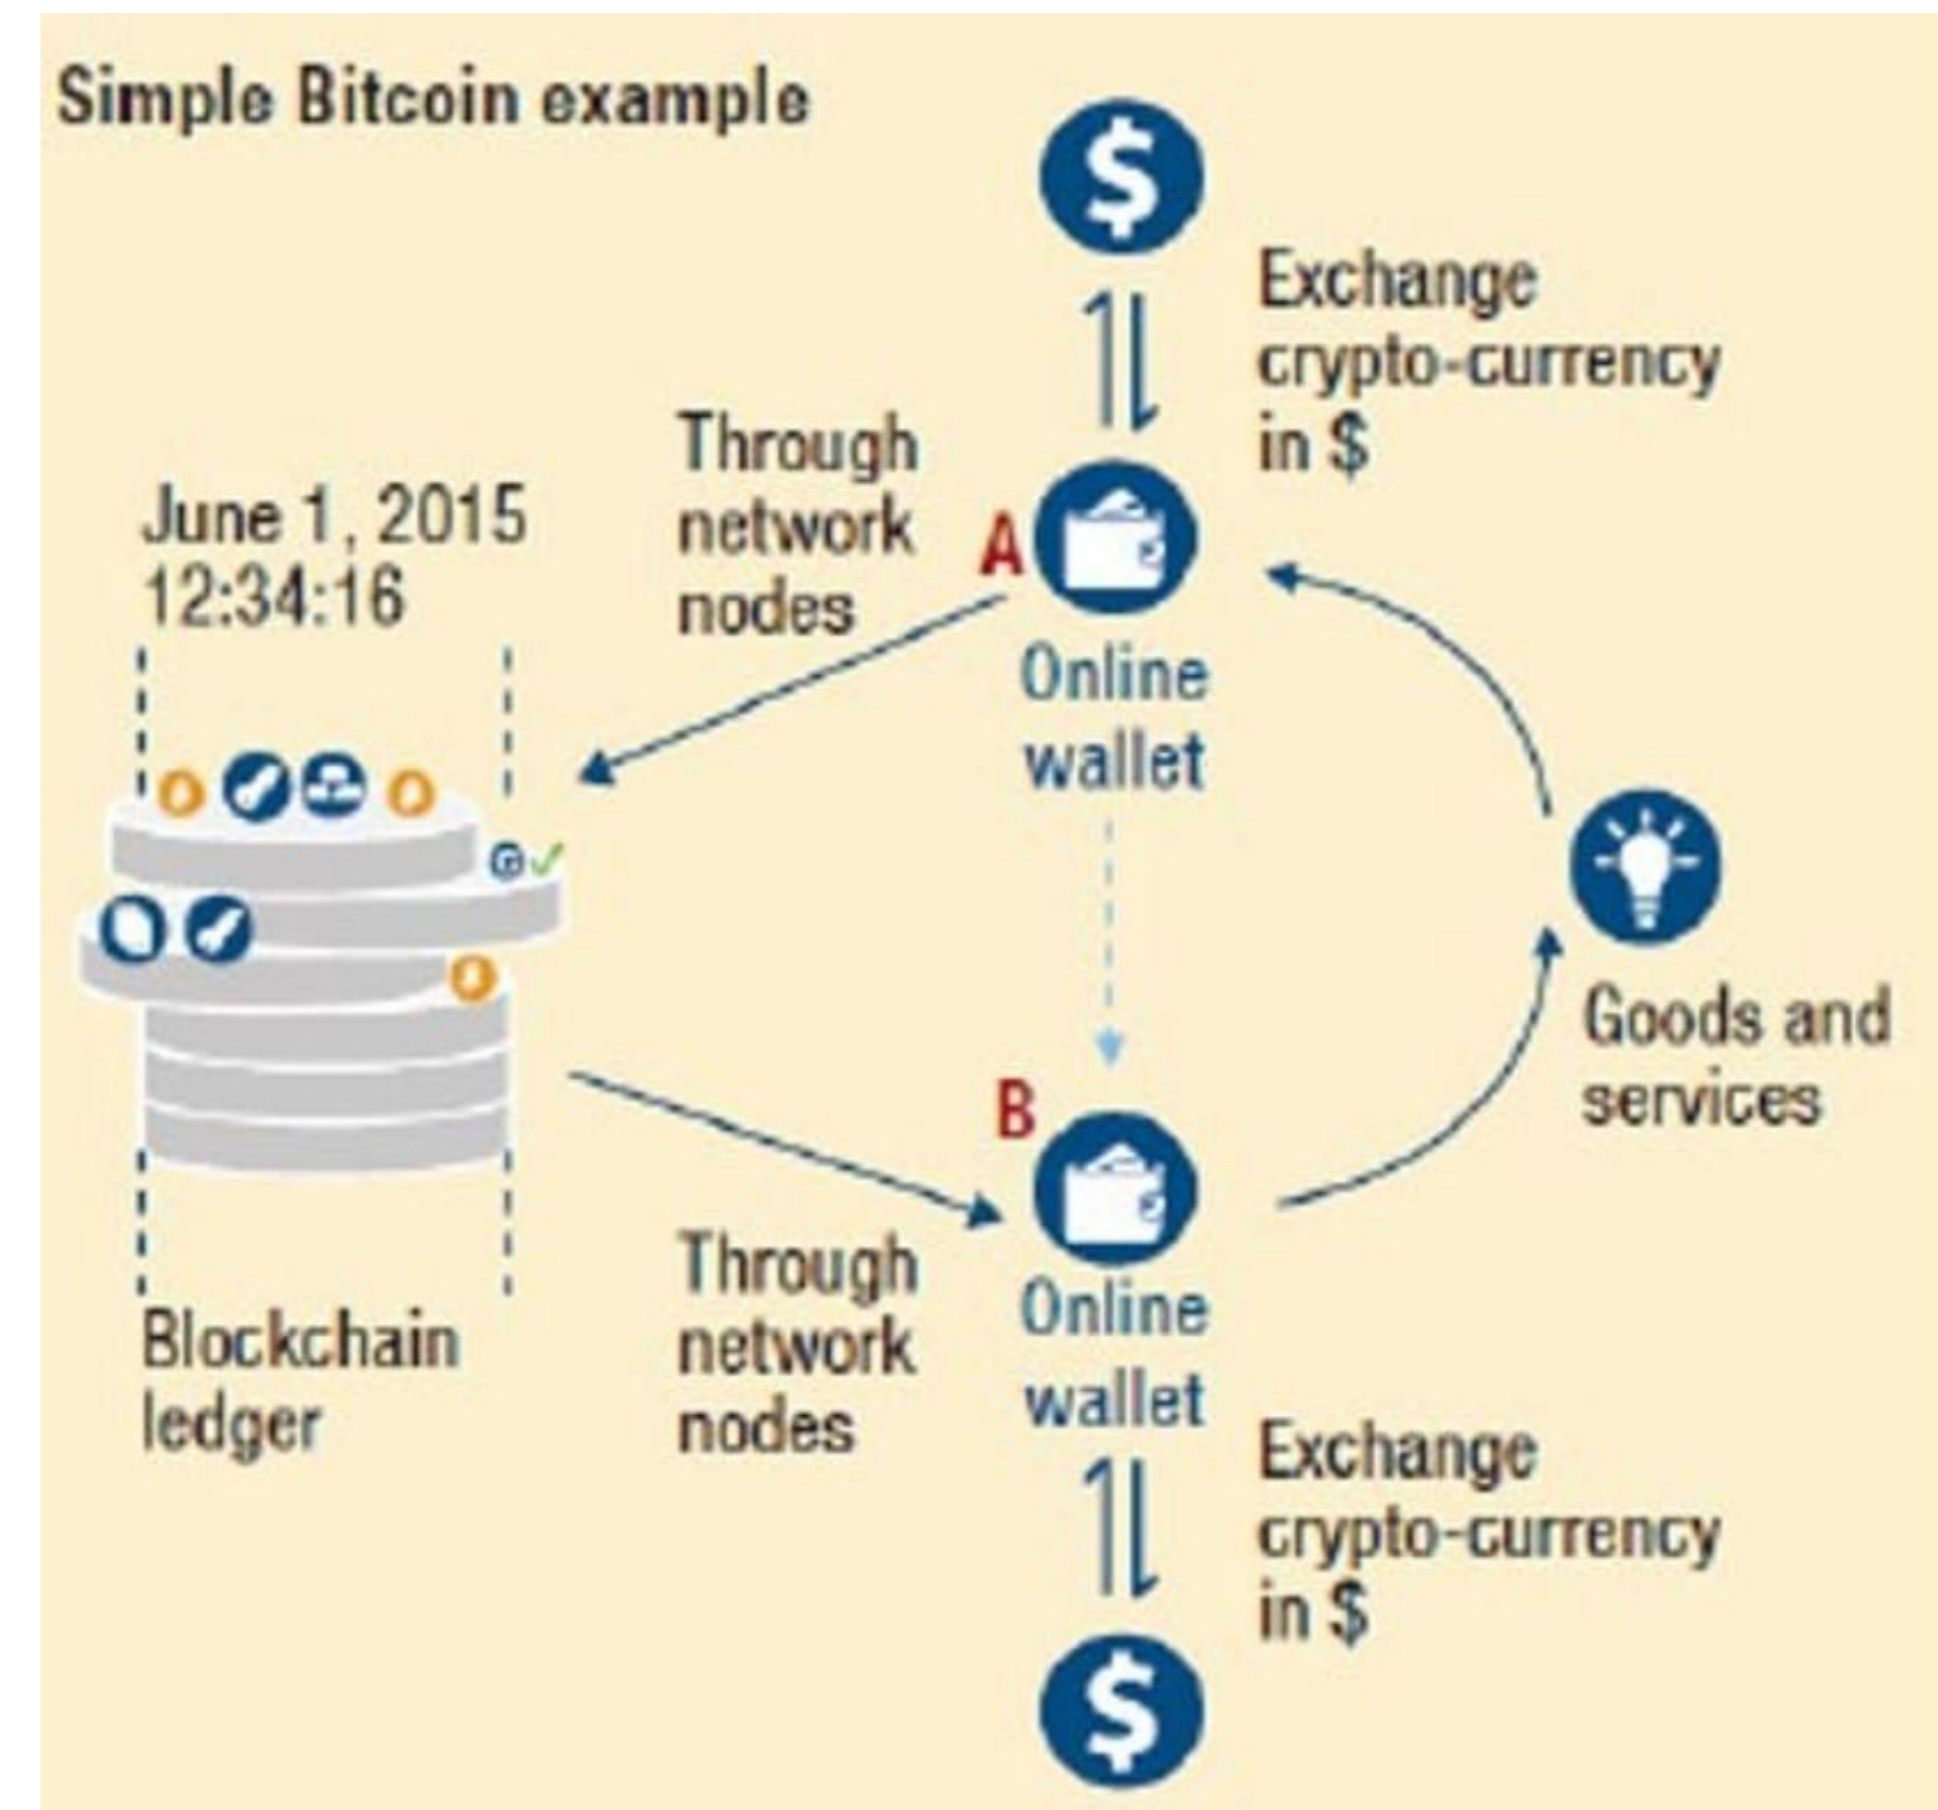 Simple Bitcoin example
$
Exchange
crypto-currency
in $
Through
network
nodes
A
June 1, 2015
12:34:16
Online
wallet
Goods and
services
B
Through
network
nodes
Online
wallet
Blockchain
ledger
Exchange
crypto-currency
in $
$